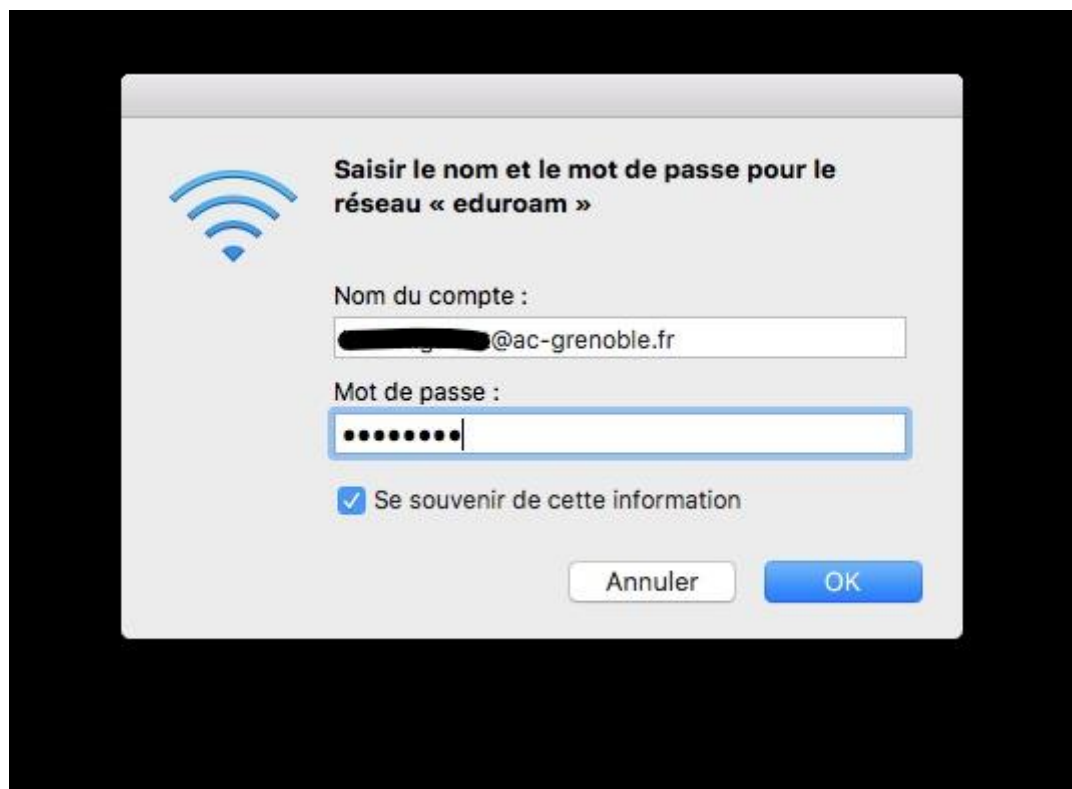 Saisir le nom et le mot de passe pour le
réseau « eduroam »
Nom du compte :
@ac-grenoble.fr
Mot de passe :
••••••••
Se souvenir de cette information
Annuler
OK